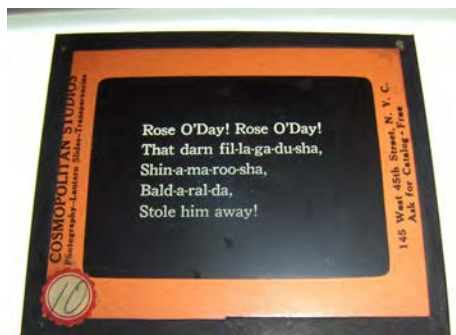 COSMOPOLITAN STUDIOS
Photography-Lantern Slides-Transparencies
Rose O'Day! Rose O'Day!
That darn fil-la-ga-du-sha,
Shin-a-ma-roo-sha,
Bald-a-ral-da,
Stole him away!
145 West 45th Street, N. Y. C.
Ask for Catalog - Free
10